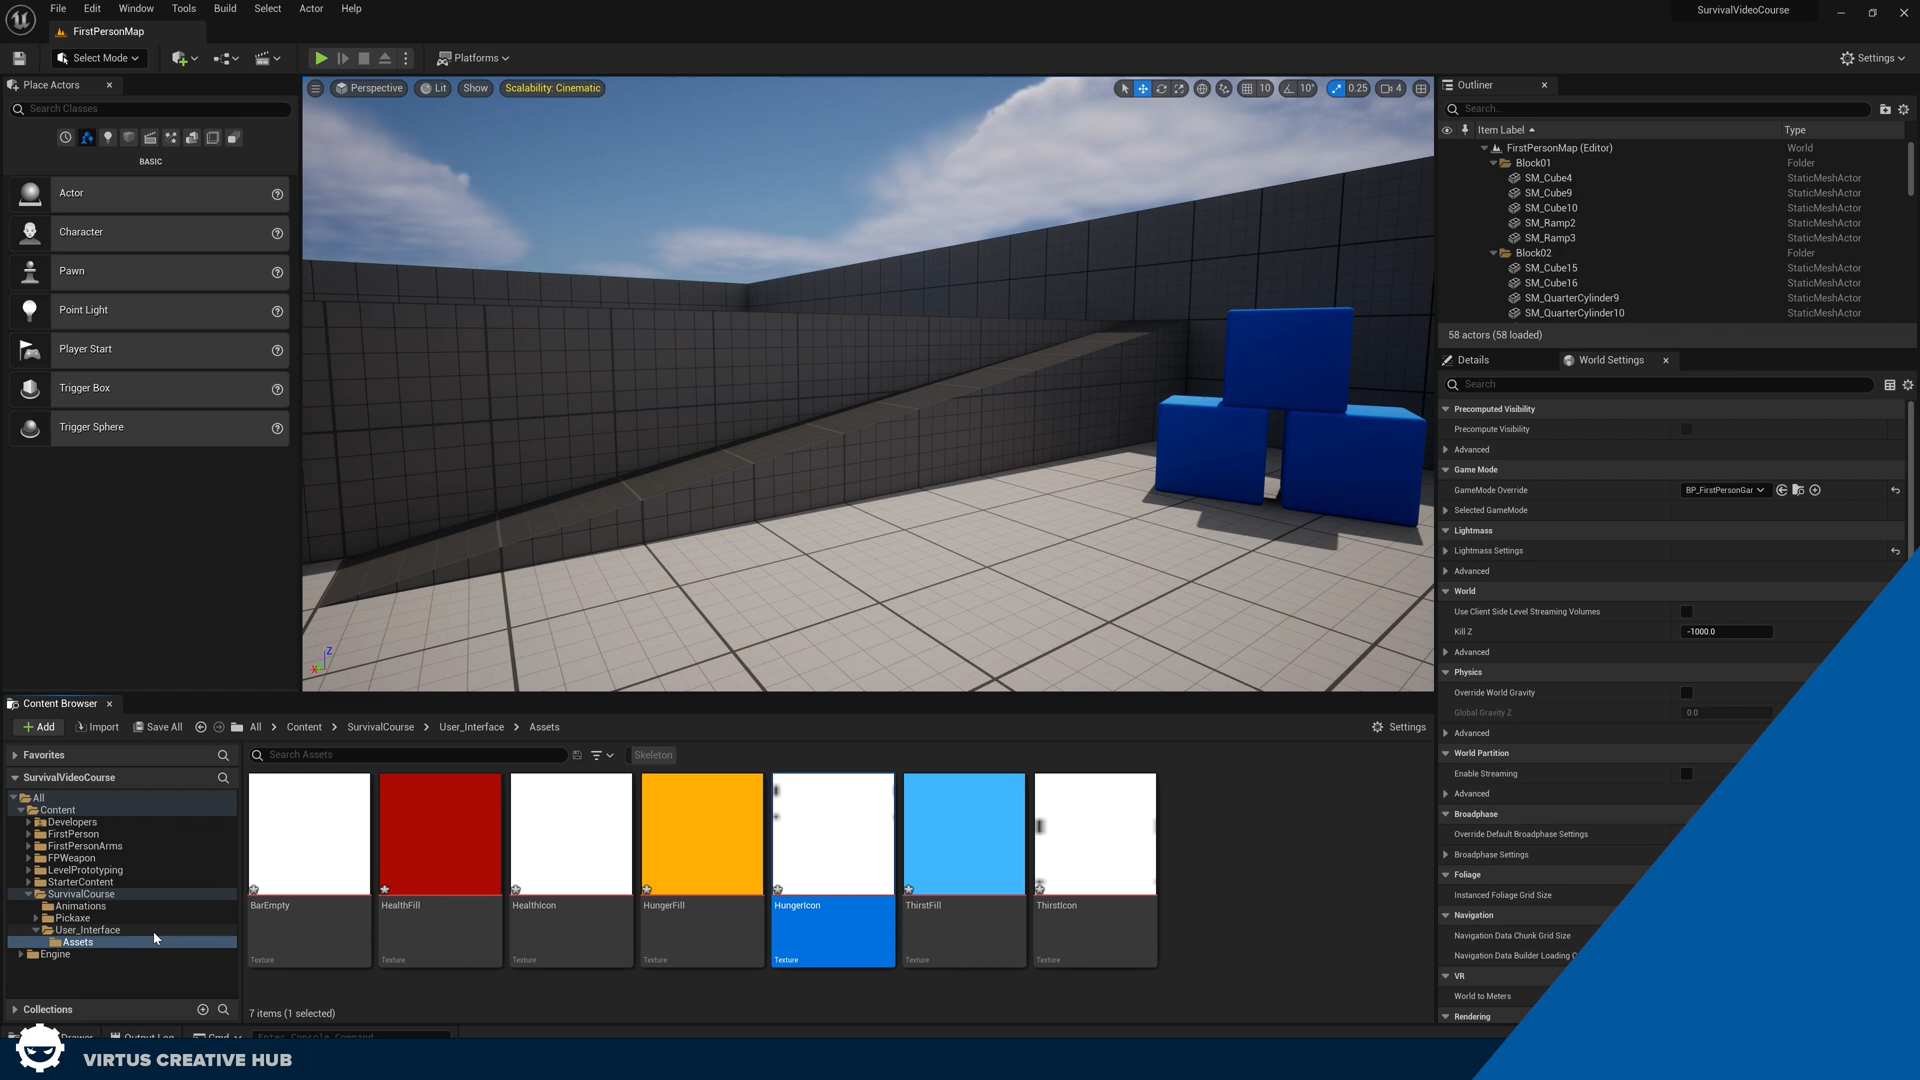 File Edit Window Tools Build Select Actor Help
SurvivalVideoCourse
FirstPersonMap
Select Mode
Platforms
Settings
Place Actors
Search Classes
BASIC
Actor
Character
Pawn
Point Light
Player Start
Trigger Box
Trigger Sphere
Perspective Lit Show Scalability: Cinematic
10 10° 0.25 4
Z
X
Outliner
Search...
Item Label Type
FirstPersonMap (Editor) World
Block01 Folder
SM_Cube4 StaticMeshActor
SM_Cube9 StaticMeshActor
SM_Cube10 StaticMeshActor
SM_Ramp2 StaticMeshActor
SM_Ramp3 StaticMeshActor
Block02 Folder
SM_Cube15 StaticMeshActor
SM_Cube16 StaticMeshActor
SM_QuarterCylinder9 StaticMeshActor
SM_QuarterCylinder10 StaticMeshActor
58 actors (58 loaded)
Details World Settings
Search
Precomputed Visibility
Precompute Visibility
Advanced
Game Mode
GameMode Override BP_FirstPersonGar
Selected GameMode
Lightmass
Lightmass Settings
Advanced
World
Use Client Side Level Streaming Volumes
Kill Z -1000.0
Advanced
Physics
Override World Gravity
Global Gravity Z 0.0
Advanced
World Partition
Enable Streaming
Advanced
Broadphase
Override Default Broadphase Settings
Broadphase Settings
Foliage
Instanced Foliage Grid Size
Navigation
Navigation Data Chunk Grid Size
Navigation Data Builder Loading C
VR
World to Meters
Rendering
Content Browser
Add Import Save All All Content SurvivalCourse User_Interface Assets Settings
Favorites
SurvivalVideoCourse
All
Content
Developers
FirstPerson
FirstPersonArms
FPWeapon
LevelPrototyping
StarterContent
SurvivalCourse
Animations
Pickaxe
User_Interface
Assets
Engine
Collections
Search Assets Skeleton
BarEmpty HealthFill HealthIcon HungerFill HungerIcon ThirstFill ThirstIcon
Texture Texture Texture Texture Texture Texture Texture
7 items (1 selected)
Drawer Output Log Cmd Enter Console Command
VIRTUS CREATIVE HUB